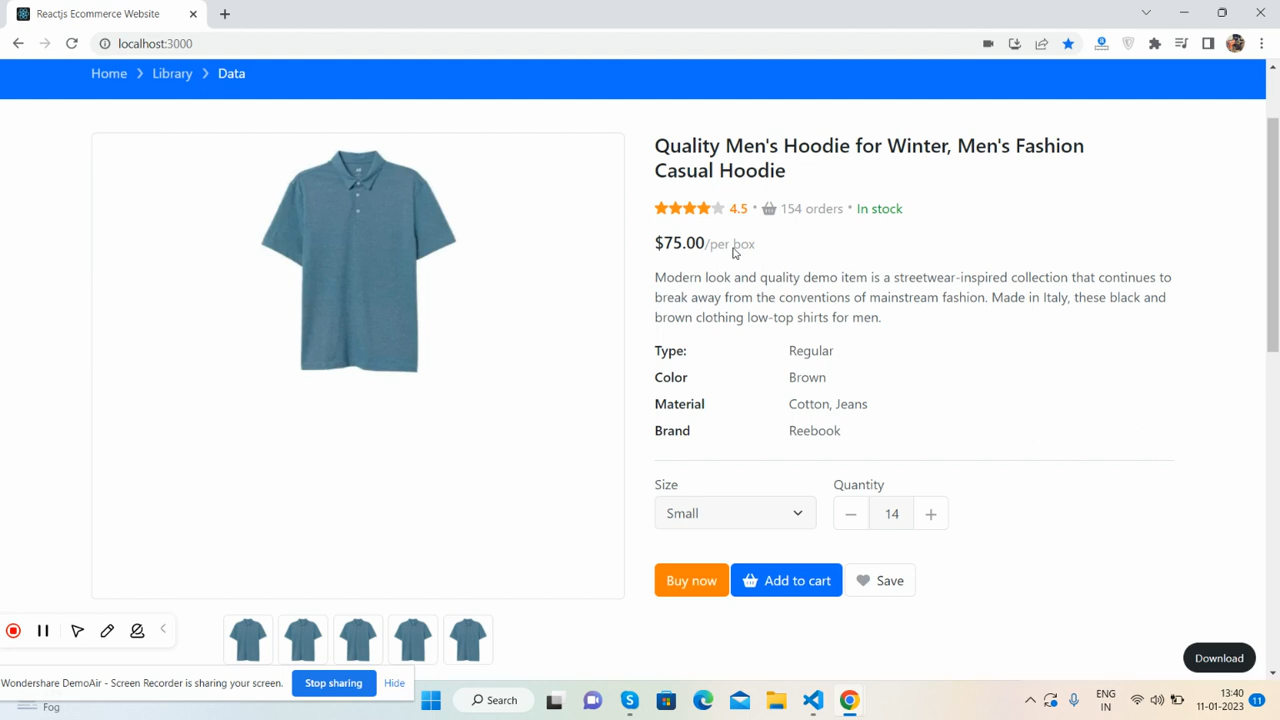 Reactjs Ecommerce Website
localhost:3000
Home Library Data
Quality Men's Hoodie for Winter, Men's Fashion
Casual Hoodie
4.5 • 154 orders • In stock
$75.00/per box
Modern look and quality demo item is a streetwear-inspired collection that continues to
break away from the conventions of mainstream fashion. Made in Italy, these black and
brown clothing low-top shirts for men.
Type: Regular
Color Brown
Material Cotton, Jeans
Brand Reebook
Size Quantity
Small 14
Buy now Add to cart Save
Download
Wondershare DemoAir - Screen Recorder is sharing your screen. Stop sharing Hide
Fog
Search
ENG
IN
13:40
11-01-2023
11